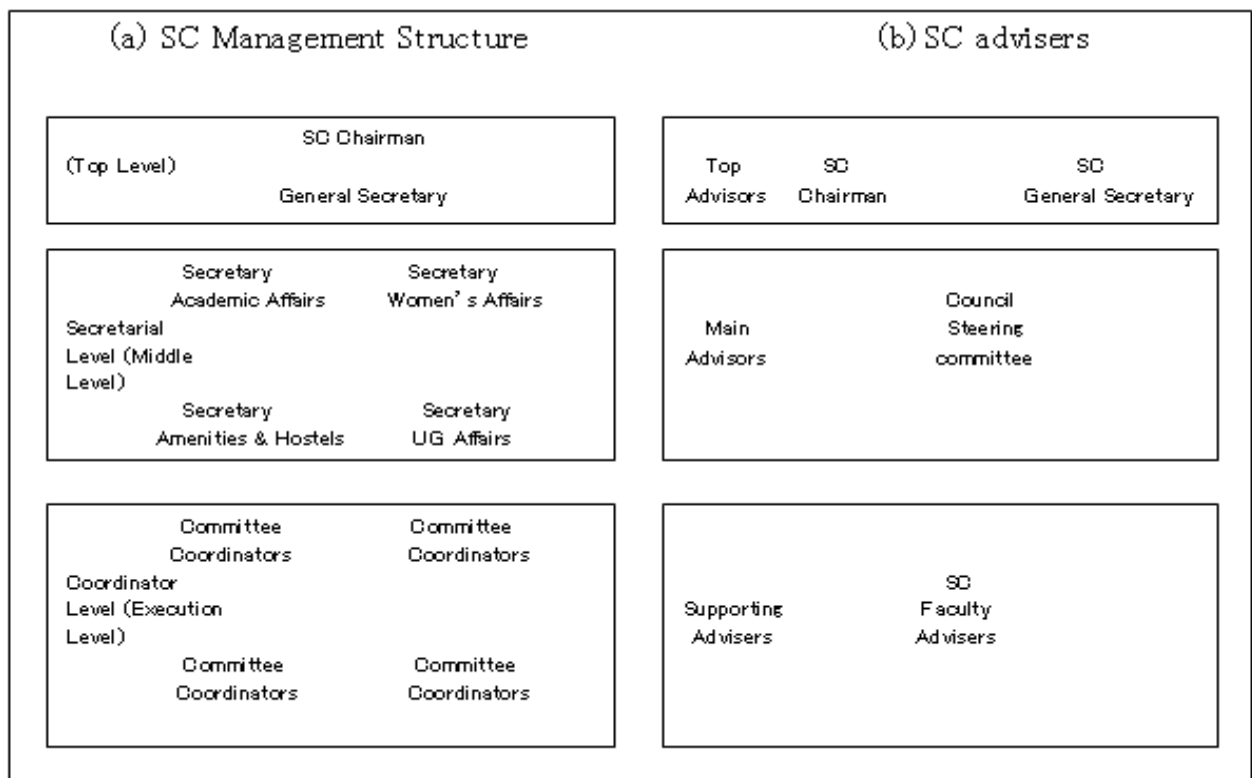 (a) SC Management Structure
(b) SC advisers
SC Chairman
(Top Level)
General Secretary
Top SC SC
Advisors Chairman General Secretary
Secretary Secretary
Academic Affairs Women's Affairs
Secretarial
Level (Middle
Level)
Secretary Secretary
Amenities & Hostels UG Affairs
Council
Main Steering
Advisors committee
Committee Committee
Coordinators Coordinators
Coordinator
Level (Execution
Level)
Committee Committee
Coordinators Coordinators
SC
Supporting Faculty
Advisers Advisers